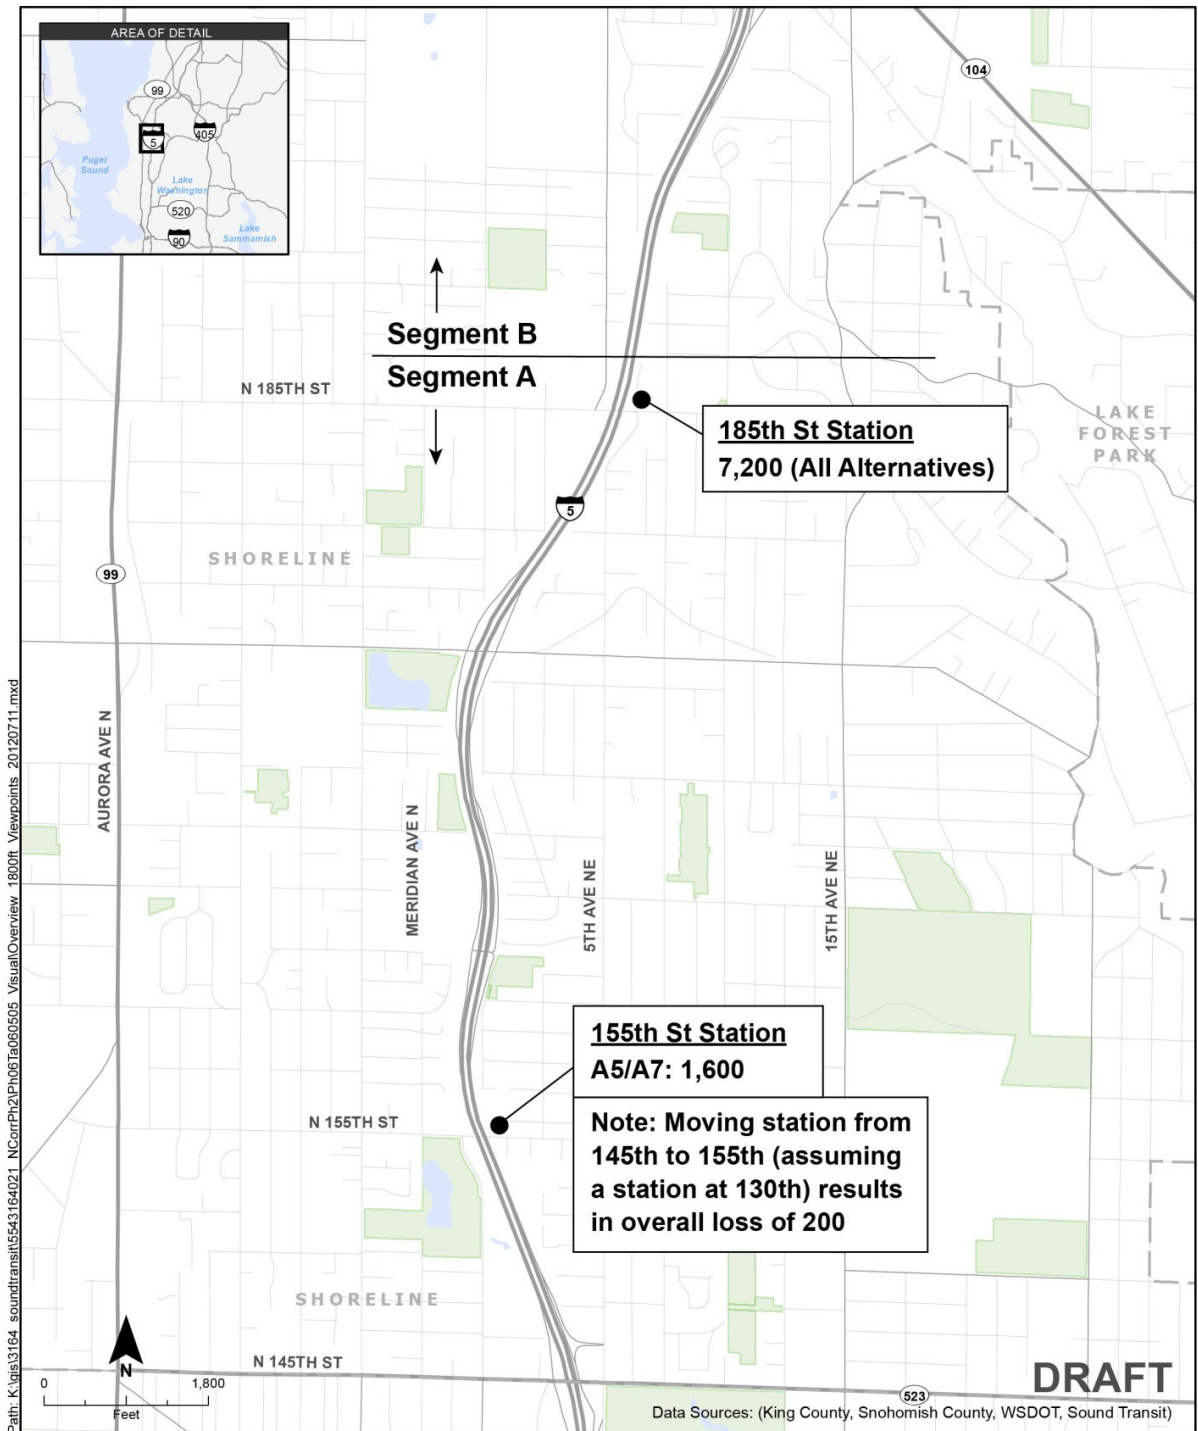 AREA OF DETAIL
99
5
405
Puget
Sound
Lake
Washington
520
Lake
Sammamish
90
104
Segment B
Segment A
N 185TH ST
185th St Station
7,200 (All Alternatives)
LAKE
FOREST
PARK
5
SHORELINE
99
AURORA AVE N
MERIDIAN AVE N
5TH AVE NE
15TH AVE NE
155th St Station
A5/A7: 1,600
N 155TH ST
Note: Moving station from
145th to 155th (assuming
a station at 130th) results
in overall loss of 200
SHORELINE
N
N 145TH ST
0 1,800
Feet
523
DRAFT
Data Sources: (King County, Snohomish County, WSDOT, Sound Transit)
Path: K:\gis\3164_soundtransit\5543164021_NCorrPh2\Ph06Ta060505_Visual\Overview_1800ft_Viewpoints_20120711.mxd